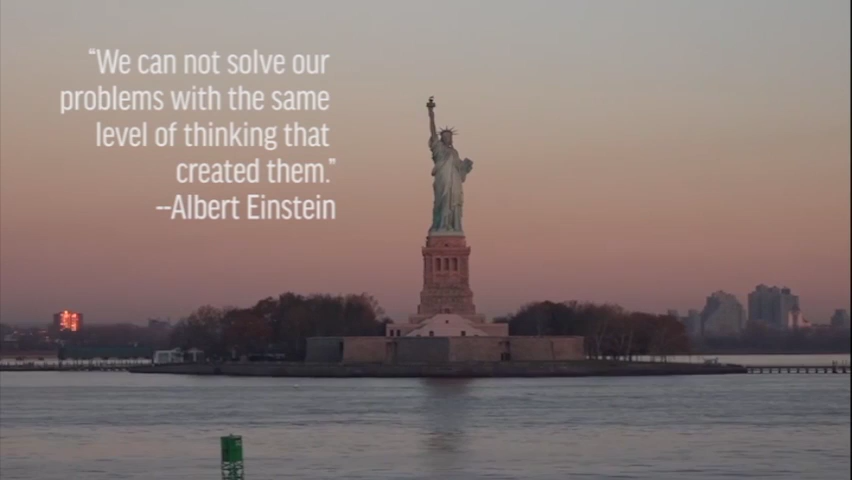 “We can not solve our
problems with the same
level of thinking that
created them.”
--Albert Einstein